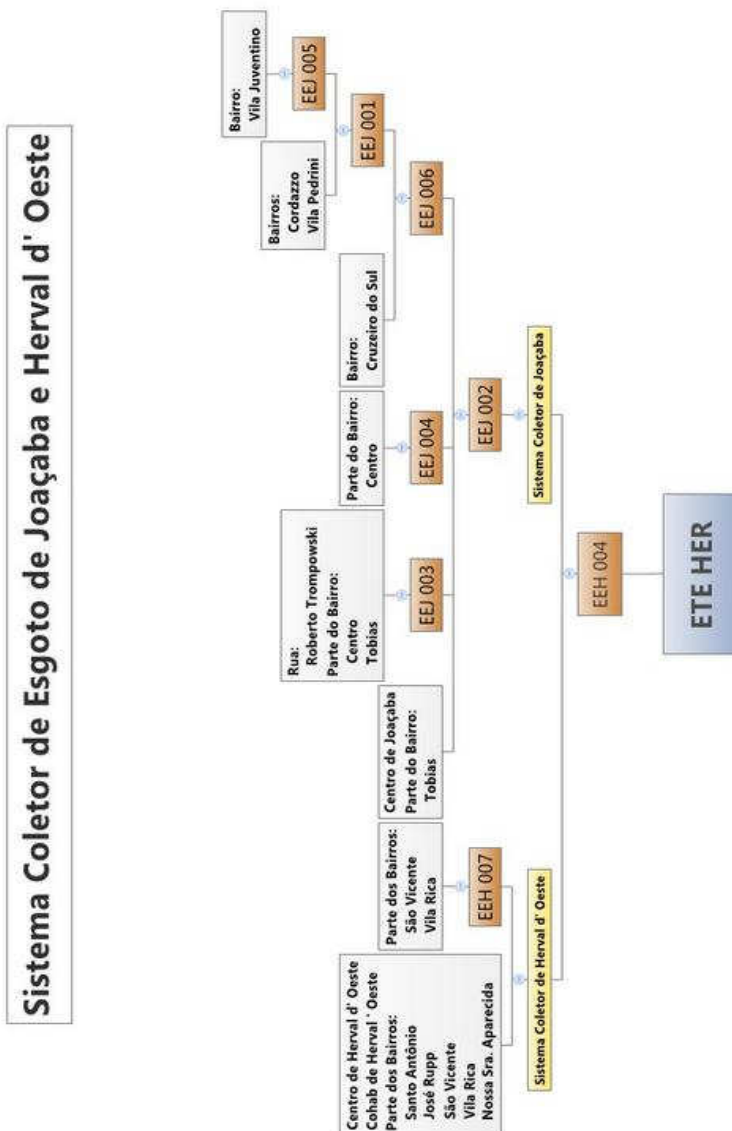 Sistema Coletor de Esgoto de Joaçaba e Herval d' Oeste
Centro de Herval d' Oeste
Cohab de Herval ' Oeste
Parte dos Bairros:
Santo Antônio
José Rupp
São Vicente
Vila Rica
Nossa Sra. Aparecida
Parte dos Bairros:
São Vicente
Vila Rica
EEH 007
Sistema Coletor de Herval d' Oeste
Centro de Joaçaba
Parte do Bairro:
Tobias
Rua:
Roberto Trompowski
Parte do Bairro:
Centro
Tobias
EEJ 003
Parte do Bairro:
Centro
EEJ 004
Bairro:
Cruzeiro do Sul
Bairros:
Cordazzo
Vila Pedrini
Bairro:
Vila Juventino
EEJ 005
EEJ 001
EEJ 006
EEJ 002
Sistema Coletor de Joaçaba
EEH 004
ETE HER